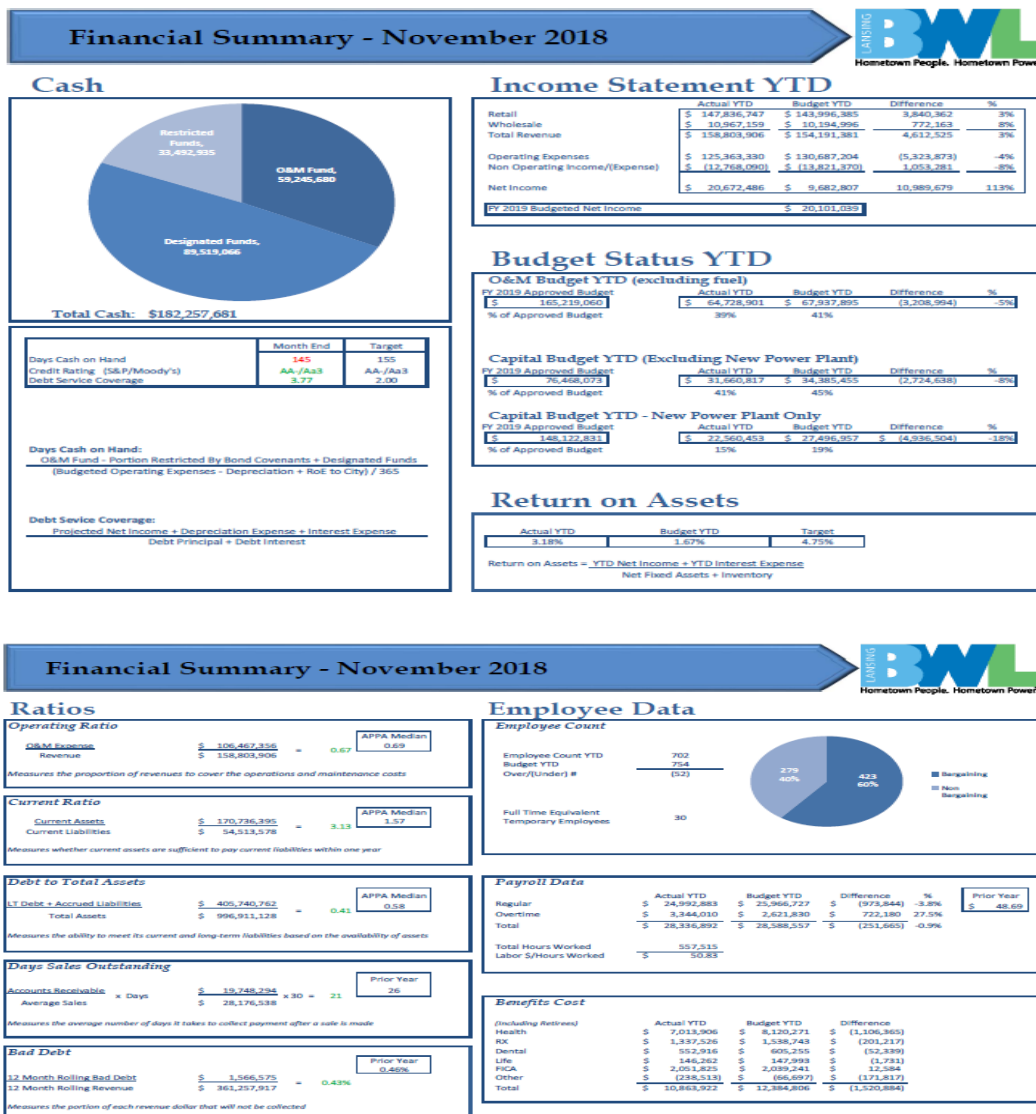 Financial Summary - November 2018
LANSING
BWL
Hometown People. Hometown Power
Cash
Restricted
Funds,
33,492,935
O&M Fund,
59,245,680
Designated Funds,
89,519,066
Total Cash: $182,257,681
Month End Target
Days Cash on Hand 145 155
Credit Rating (S&P/Moody's) AA-/Aa3 AA-/Aa3
Debt Service Coverage 3.77 2.00
Days Cash on Hand:
O&M Fund - Portion Restricted By Bond Covenants + Designated Funds
(Budgeted Operating Expenses - Depreciation + RoE to City) / 365
Debt Sevice Coverage:
Projected Net Income + Depreciation Expense + Interest Expense
Debt Principal + Debt Interest
Income Statement YTD
Actual YTD Budget YTD Difference %
Retail $ 147,836,747 $ 143,996,385 3,840,362 3%
Wholesale $ 10,967,159 $ 10,194,996 772,163 8%
Total Revenue $ 158,803,906 $ 154,191,381 4,612,525 3%
Operating Expenses $ 125,363,330 $ 130,687,204 (5,323,873) -4%
Non Operating Income/(Expense) $ (12,768,090) $ (13,821,370) 1,053,281 -8%
Net Income $ 20,672,486 $ 9,682,807 10,989,679 113%
FY 2019 Budgeted Net Income $ 20,101,039
Budget Status YTD
O&M Budget YTD (excluding fuel)
FY 2019 Approved Budget Actual YTD Budget YTD Difference %
$ 165,219,060 $ 64,728,901 $ 67,937,895 (3,208,994) -5%
% of Approved Budget 39% 41%
Capital Budget YTD (Excluding New Power Plant)
FY 2019 Approved Budget Actual YTD Budget YTD Difference %
$ 76,468,073 $ 31,660,817 $ 34,385,455 (2,724,638) -8%
% of Approved Budget 41% 45%
Capital Budget YTD - New Power Plant Only
FY 2019 Approved Budget Actual YTD Budget YTD Difference %
$ 148,122,831 $ 22,560,453 $ 27,496,957 $ (4,936,504) -18%
% of Approved Budget 15% 19%
Return on Assets
Actual YTD Budget YTD Target
3.18% 1.67% 4.75%
Return on Assets = YTD Net Income + YTD Interest Expense
Net Fixed Assets + Inventory
Financial Summary - November 2018
LANSING
BWL
Hometown People. Hometown Power
Ratios
Operating Ratio
APPA Median
O&M Expense $ 106,467,356 = 0.67 0.69
Revenue $ 158,803,906
Measures the proportion of revenues to cover the operations and maintenance costs
Current Ratio
APPA Median
Current Assets $ 170,736,395 = 3.13 1.57
Current Liabilities $ 54,513,578
Measures whether current assets are sufficient to pay current liabilities within one year
Debt to Total Assets
APPA Median
LT Debt + Accrued Liabilities $ 405,740,762 = 0.41 0.58
Total Assets $ 996,911,128
Measures the ability to meet its current and long-term liabilities based on the availability of assets
Days Sales Outstanding
Prior Year
Accounts Receivable x Days $ 19,748,294 x 30 = 21 26
Average Sales $ 28,176,538
Measures the average number of days it takes to collect payment after a sale is made
Bad Debt
Prior Year
0.46%
12 Month Rolling Bad Debt $ 1,566,575 = 0.43%
12 Month Rolling Revenue $ 361,257,917
Measures the portion of each revenue dollar that will not be collected
Employee Data
Employee Count
Employee Count YTD 702
Budget YTD 754
Over/(Under) # (52)
Full Time Equivalent
Temporary Employees 30
279
40%
423
60%
Bargaining
Non
Bargaining
Payroll Data
Actual YTD Budget YTD Difference % Prior Year
Regular $ 24,992,883 $ 25,966,727 $ (973,844) -3.8% $ 48.69
Overtime $ 3,344,010 $ 2,621,830 $ 722,180 27.5%
Total $ 28,336,892 $ 28,588,557 $ (251,665) -0.9%
Total Hours Worked 557,515
Labor $/Hours Worked $ 50.83
Benefits Cost
(Including Retirees) Actual YTD Budget YTD Difference
Health $ 7,013,906 $ 8,120,271 $ (1,106,365)
RX $ 1,337,526 $ 1,538,743 $ (201,217)
Dental $ 552,916 $ 605,255 $ (52,339)
Life $ 146,262 $ 147,993 $ (1,731)
FICA $ 2,051,825 $ 2,039,241 $ 12,584
Other $ (238,513) $ (66,697) $ (171,817)
Total $ 10,863,922 $ 12,384,806 $ (1,520,884)